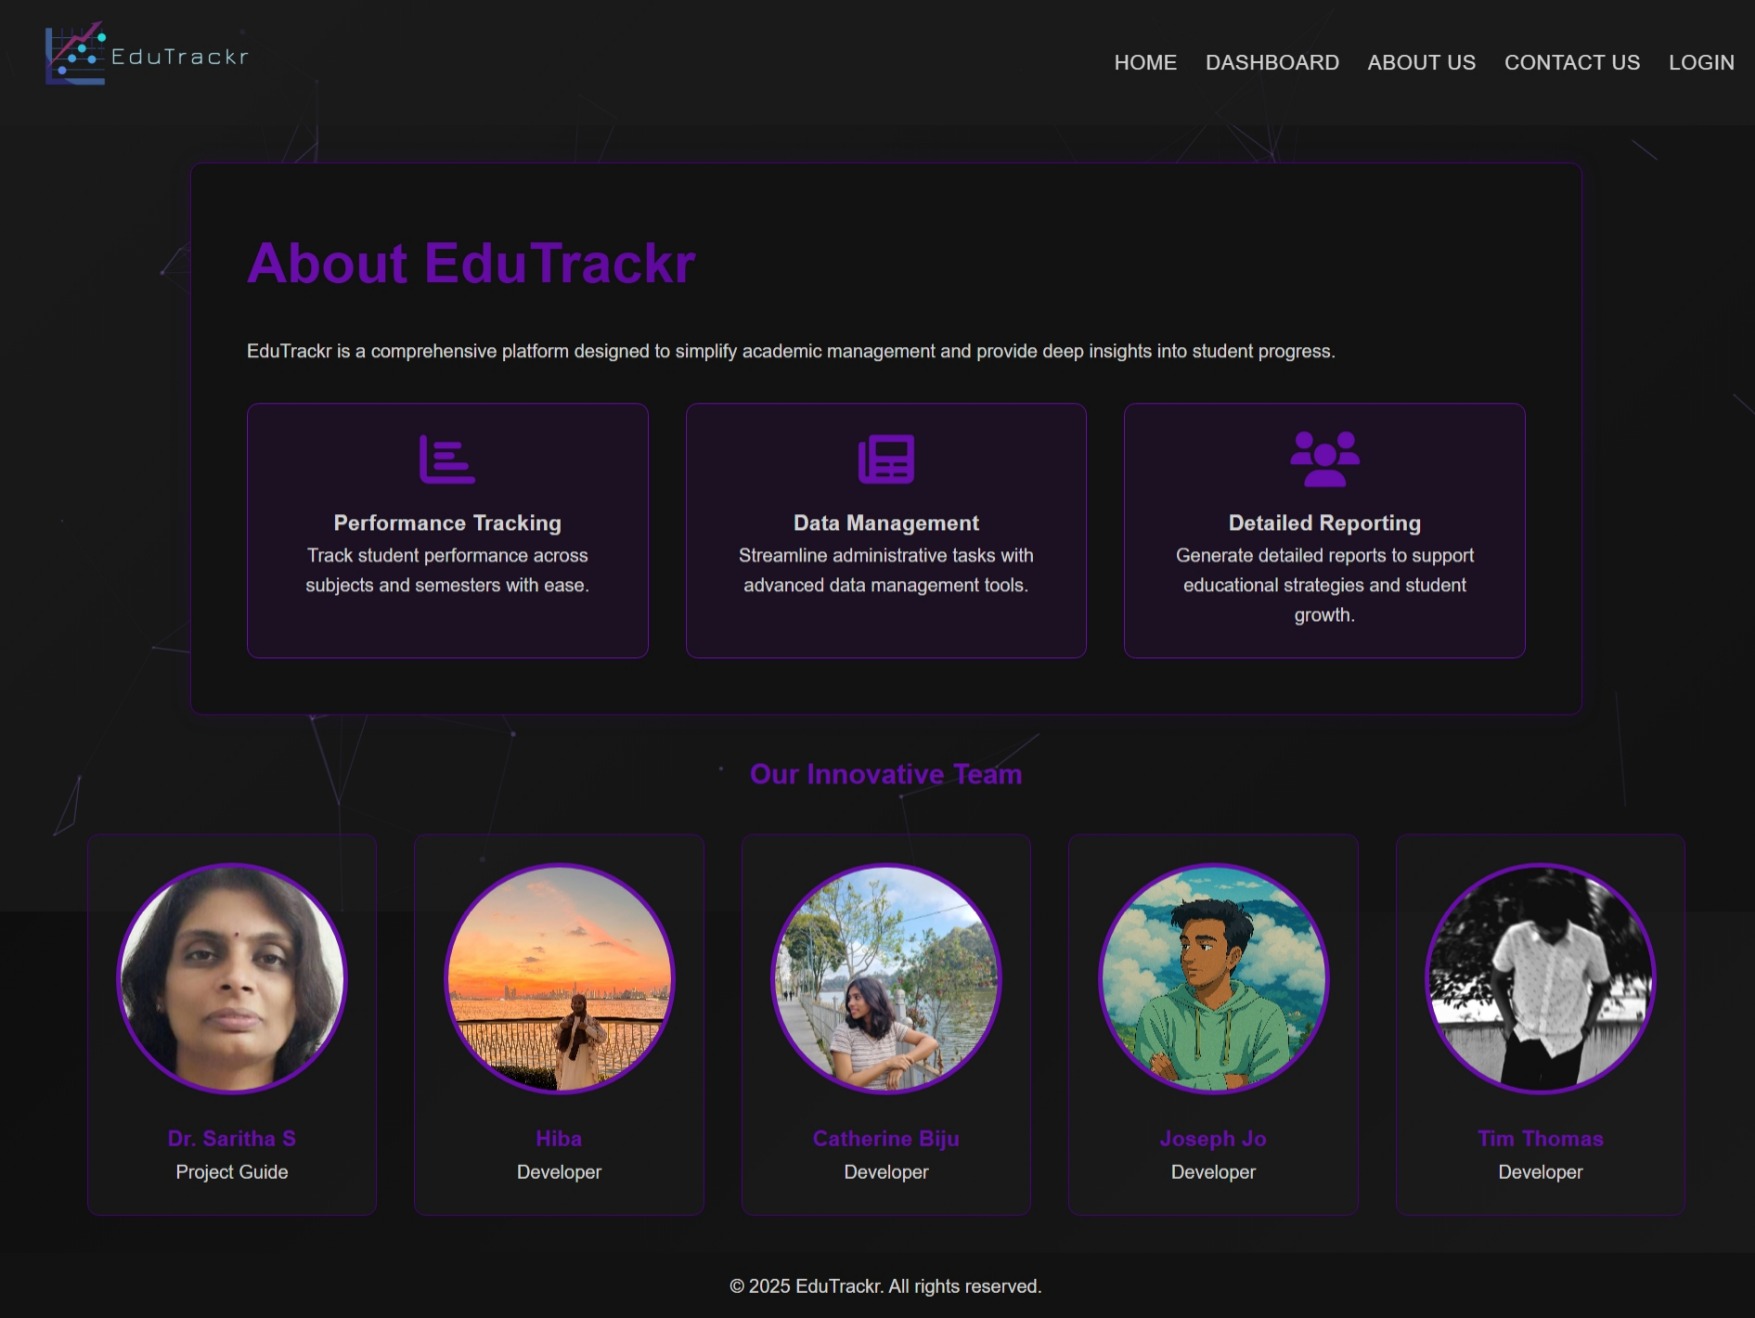 EduTrackr
HOME DASHBOARD ABOUT US CONTACT US LOGIN
About EduTrackr
EduTrackr is a comprehensive platform designed to simplify academic management and provide deep insights into student progress.
Performance Tracking
Track student performance across
subjects and semesters with ease.
Data Management
Streamline administrative tasks with
advanced data management tools.
Detailed Reporting
Generate detailed reports to support
educational strategies and student
growth.
Our Innovative Team
Dr. Saritha S
Project Guide
Hiba
Developer
Catherine Biju
Developer
Joseph Jo
Developer
Tim Thomas
Developer
© 2025 EduTrackr. All rights reserved.